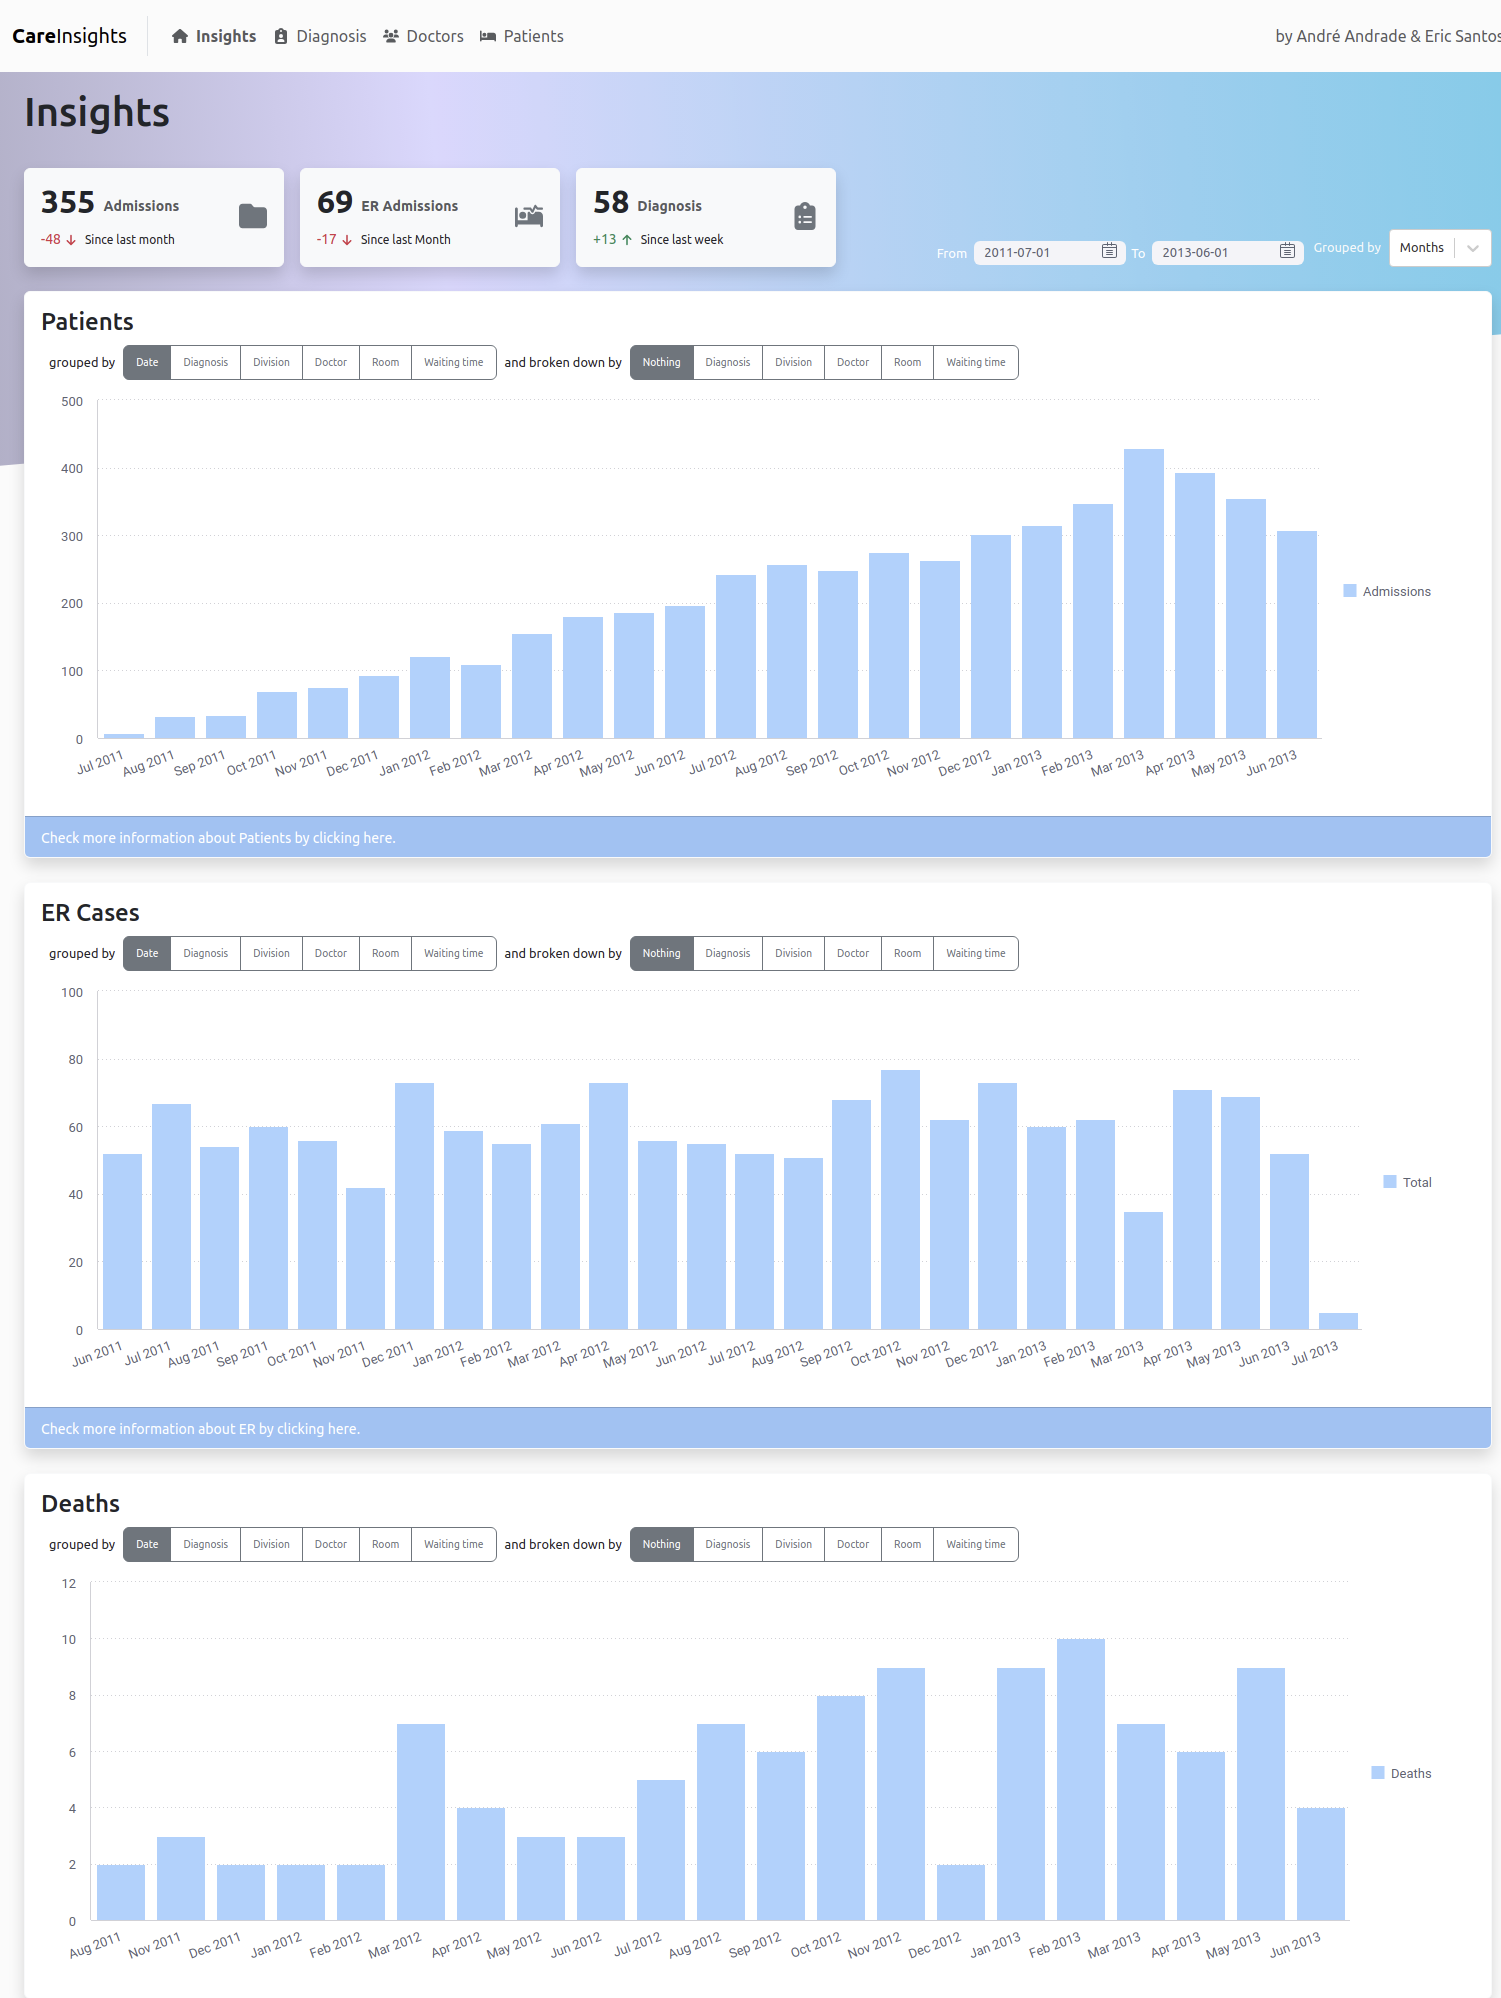 CareInsights Insights Diagnosis Doctors Patients by André Andrade & Eric Santos
Insights
355 Admissions 69 ER Admissions 58 Diagnosis
-48 Since last month -17 Since last Month +13 Since last week
From 2011-07-01 To 2013-06-01 Grouped by Months
Patients
grouped by Date Diagnosis Division Doctor Room Waiting time and broken down by Nothing Diagnosis Division Doctor Room Waiting time
500
400
300
200
Admissions
100
0
Jul 2011 Aug 2011 Sep 2011 Oct 2011 Nov 2011 Dec 2011 Jan 2012 Feb 2012 Mar 2012 Apr 2012 May 2012 Jun 2012 Jul 2012 Aug 2012 Sep 2012 Oct 2012 Nov 2012 Dec 2012 Jan 2013 Feb 2013 Mar 2013 Apr 2013 May 2013 Jun 2013
Check more information about Patients by clicking here.
ER Cases
grouped by Date Diagnosis Division Doctor Room Waiting time and broken down by Nothing Diagnosis Division Doctor Room Waiting time
100
80
60
Total
40
20
0
Jun 2011 Jul 2011 Aug 2011 Sep 2011 Oct 2011 Nov 2011 Dec 2011 Jan 2012 Feb 2012 Mar 2012 Apr 2012 May 2012 Jun 2012 Jul 2012 Aug 2012 Sep 2012 Oct 2012 Nov 2012 Dec 2012 Jan 2013 Feb 2013 Mar 2013 Apr 2013 May 2013 Jun 2013 Jul 2013
Check more information about ER by clicking here.
Deaths
grouped by Date Diagnosis Division Doctor Room Waiting time and broken down by Nothing Diagnosis Division Doctor Room Waiting time
12
10
8
6
Deaths
4
2
0
Aug 2011 Nov 2011 Dec 2011 Jan 2012 Feb 2012 Mar 2012 Apr 2012 May 2012 Jun 2012 Jul 2012 Aug 2012 Sep 2012 Oct 2012 Nov 2012 Dec 2012 Jan 2013 Feb 2013 Mar 2013 Apr 2013 May 2013 Jun 2013